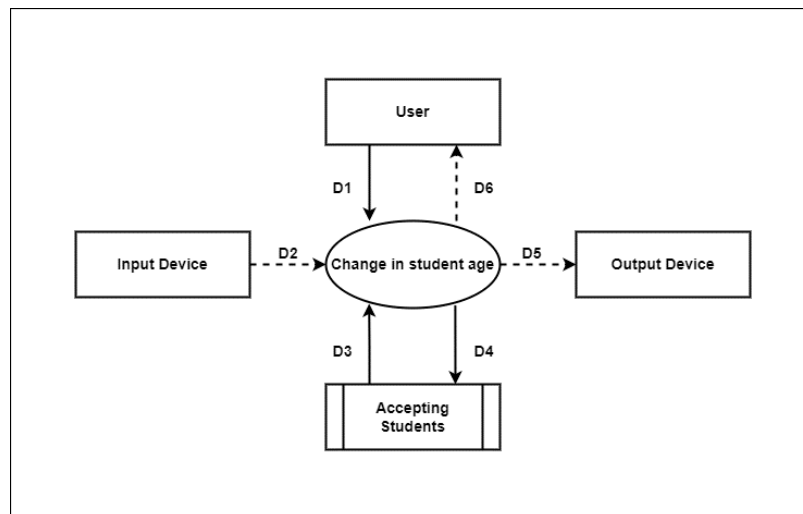 User
D1
D6
Input Device
D2
Change in student age
D5
Output Device
D3
D4
Accepting
Students